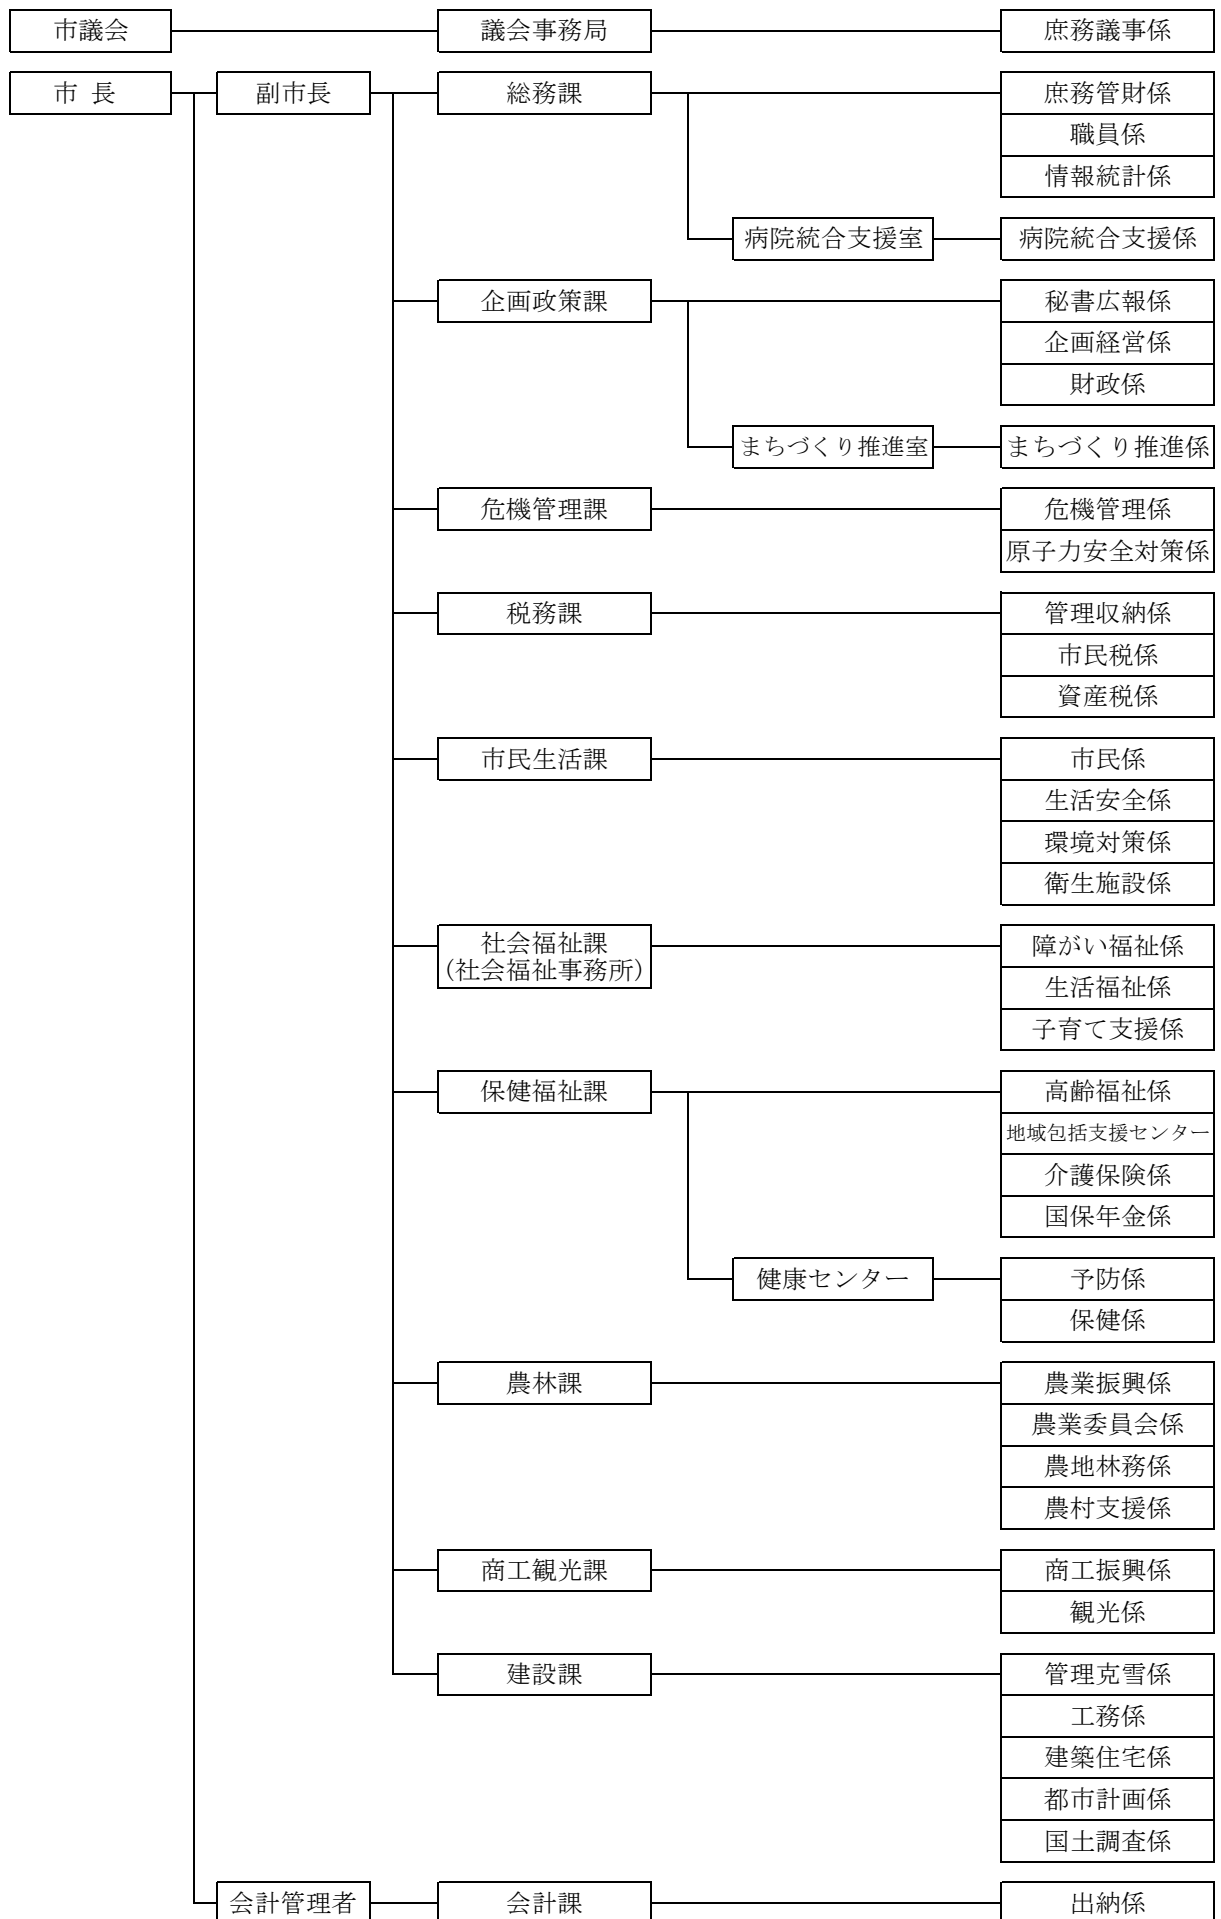 市議会
議会事務局
庶務議事係
市 長
副市長
総務課
庶務管財係
職員係
情報統計係
病院統合支援室
病院統合支援係
企画政策課
秘書広報係
企画経営係
財政係
まちづくり推進室
まちづくり推進係
危機管理課
危機管理係
原子力安全対策係
税務課
管理収納係
市民税係
資産税係
市民生活課
市民係
生活安全係
環境対策係
衛生施設係
社会福祉課
(社会福祉事務所)
障がい福祉係
生活福祉係
子育て支援係
保健福祉課
高齢福祉係
地域包括支援センター
介護保険係
国保年金係
健康センター
予防係
保健係
農林課
農業振興係
農業委員会係
農地林務係
農村支援係
商工観光課
商工振興係
観光係
建設課
管理克雪係
工務係
建築住宅係
都市計画係
国土調査係
会計管理者
会計課
出納係